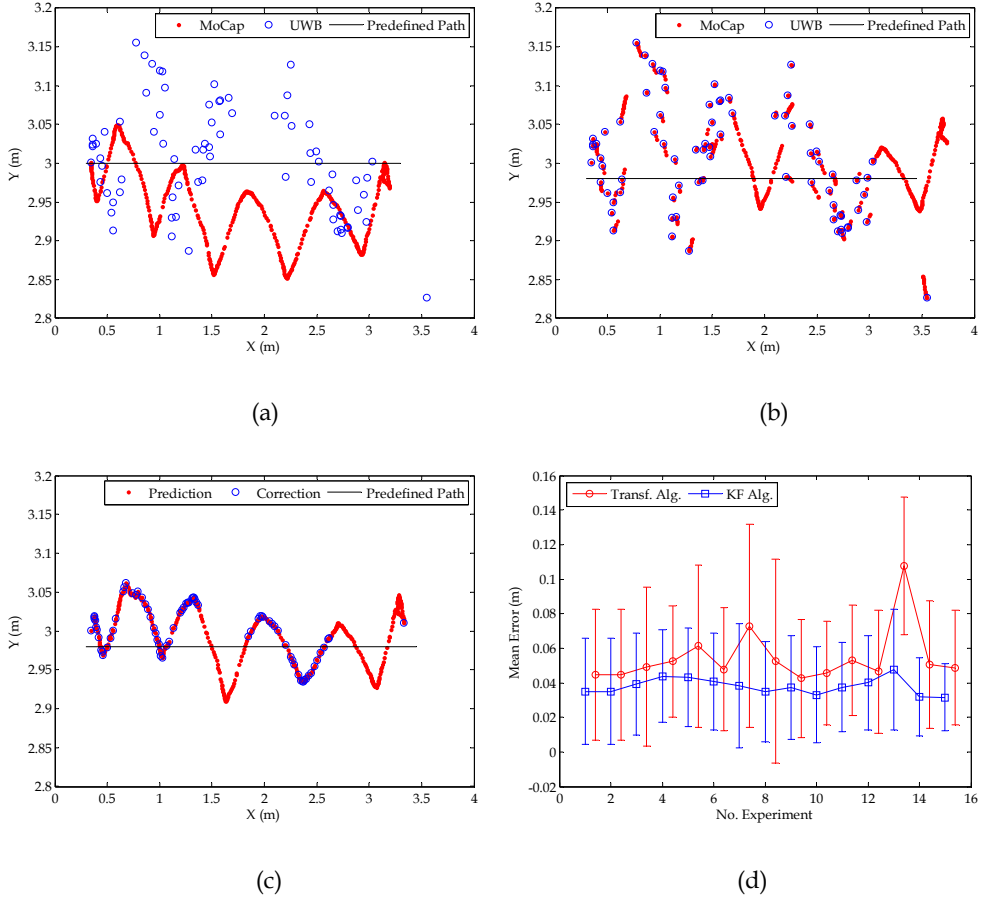 MoCap UWB Predefined Path
3.2
3.15
3.1
3.05
3
2.95
2.9
2.85
2.8
Y (m)
0 0.5 1 1.5 2 2.5 3 3.5 4
X (m)
(a)
MoCap UWB Predefined Path
3.2
3.15
3.1
3.05
3
2.95
2.9
2.85
2.8
Y (m)
0 0.5 1 1.5 2 2.5 3 3.5 4
X (m)
(b)
Prediction Correction Predefined Path
3.2
3.15
3.1
3.05
3
2.95
2.9
2.85
2.8
Y (m)
0 0.5 1 1.5 2 2.5 3 3.5 4
X (m)
(c)
Transf. Alg. KF Alg.
0.16
0.14
0.12
0.1
0.08
0.06
0.04
0.02
0
-0.02
Mean Error (m)
0 2 4 6 8 10 12 14 16
No. Experiment
(d)